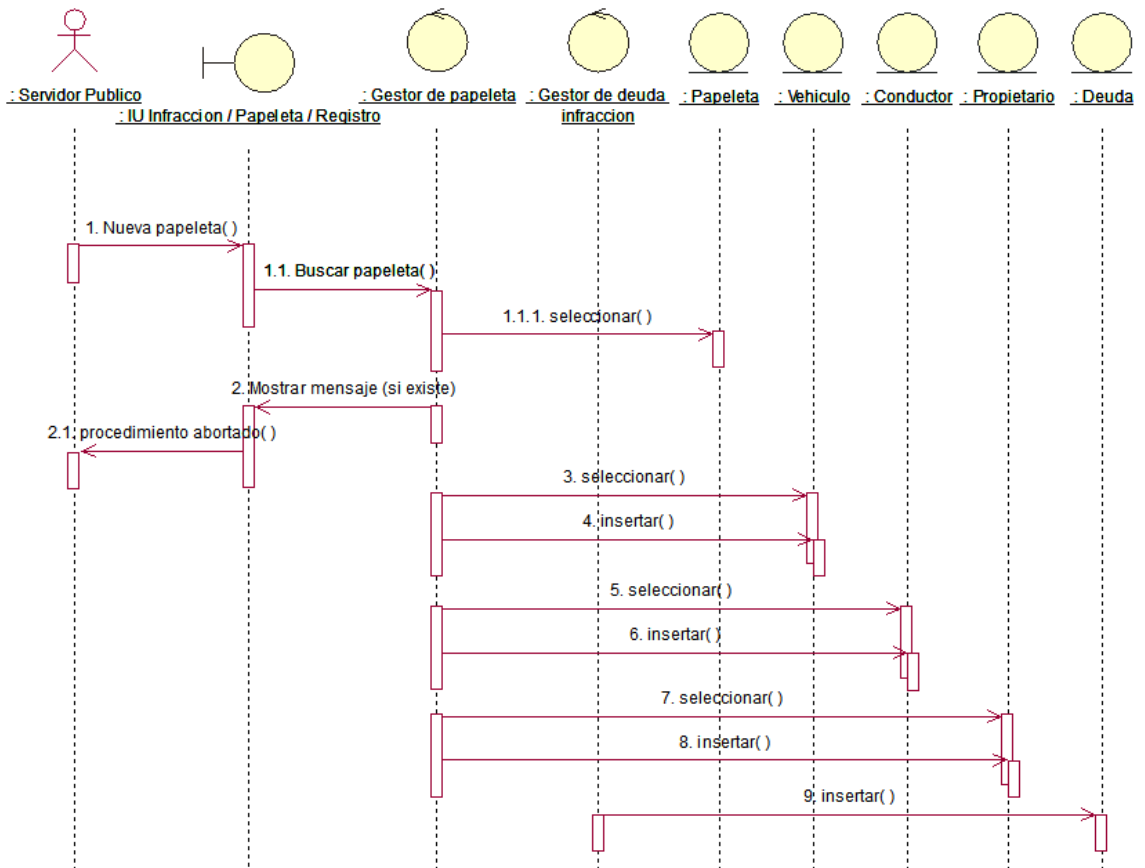 : Servidor Publico
: IU Infraccion / Papeleta / Registro
: Gestor de papeleta
: Gestor de deuda
infraccion
: Papeleta
: Vehiculo
: Conductor
: Propietario
: Deuda
1. Nueva papeleta( )
1.1. Buscar papeleta( )
1.1.1. seleccionar( )
2. Mostrar mensaje (si existe)
2.1. procedimiento abortado( )
3. seleccionar( )
4. insertar( )
5. seleccionar( )
6. insertar( )
7. seleccionar( )
8. insertar( )
9. insertar( )